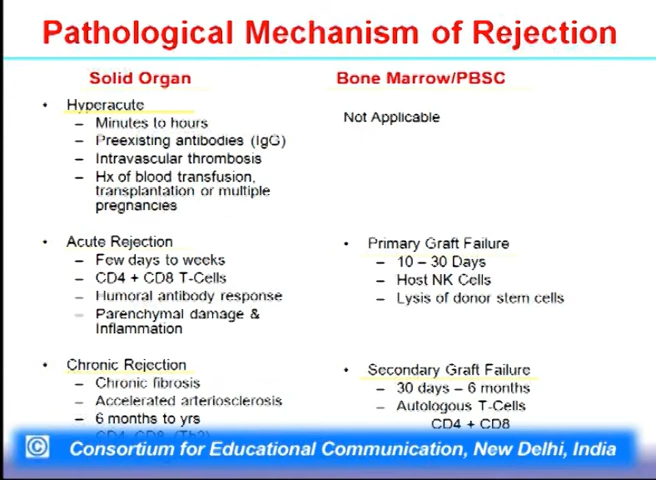 Pathological Mechanism of Rejection
Solid Organ
• Hyperacute
– Minutes to hours
– Preexisting antibodies (IgG)
– Intravascular thrombosis
– Hx of blood transfusion,
transplantation or multiple
pregnancies
• Acute Rejection
– Few days to weeks
– CD4 + CD8 T-Cells
– Humoral antibody response
– Parenchymal damage &
Inflammation
• Chronic Rejection
– Chronic fibrosis
– Accelerated arteriosclerosis
– 6 months to yrs
– CD4, CD8, (Th2)
Bone Marrow/PBSC
Not Applicable
• Primary Graft Failure
– 10 – 30 Days
– Host NK Cells
– Lysis of donor stem cells
• Secondary Graft Failure
– 30 days – 6 months
– Autologous T-Cells
CD4 + CD8
© Consortium for Educational Communication, New Delhi, India